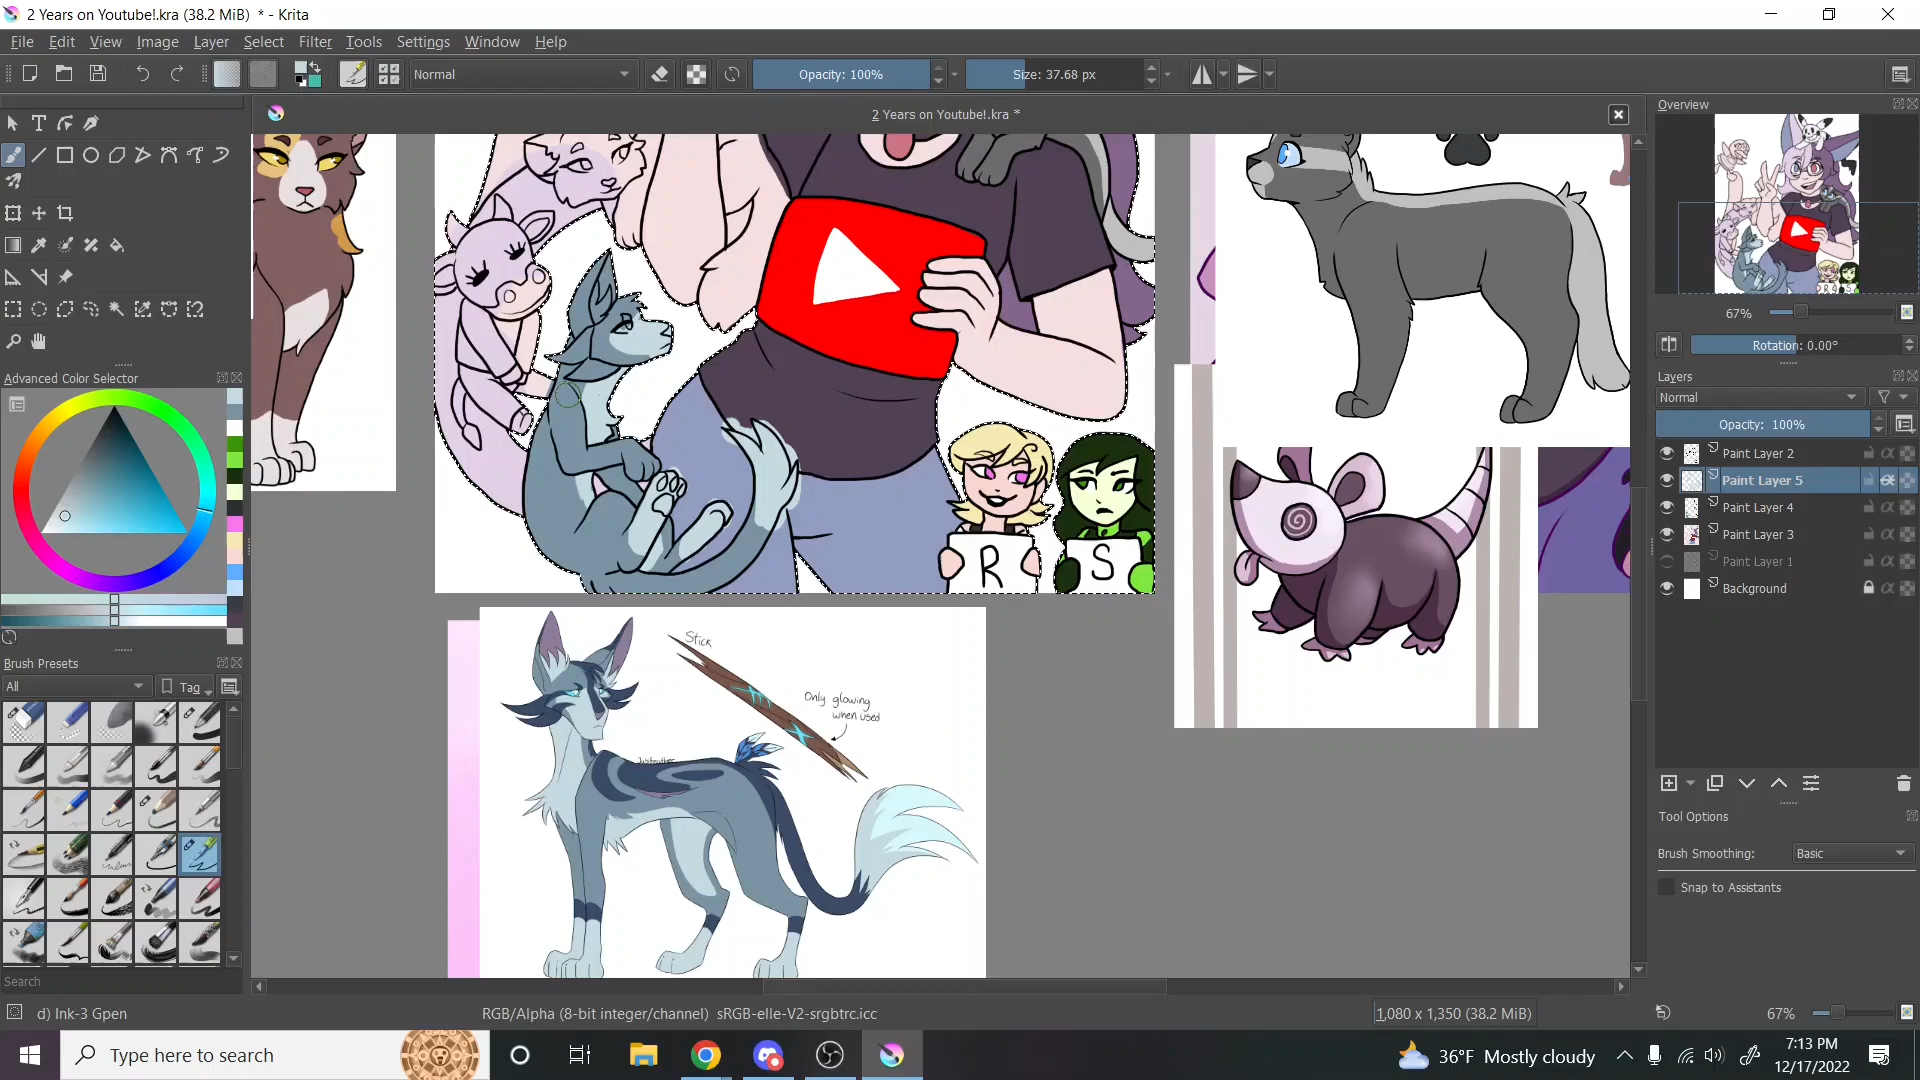 2 Years on Youtube!.kra (38.2 MiB)  * - Krita
File Edit View Image Layer Filter Tools Settings Window Help
Select
Normal
Opacity: 100%
Size: 37.68 px
2 Years on Youtube!.kra *
Overview
67%
Rotation: 0.00°
Advanced Color Selector
Layers
Normal
Opacity:  100%
Paint Layer 2
Paint Layer 5
Paint Layer 4
Paint Layer 3
Paint Layer 1
Background
R
S
Stick
Only glowing
when used
Brush Presets
All
Tag
Search
Tool Options
Brush Smoothing:
Basic
Snap to Assistants
d) Ink-3 Gpen
RGB/Alpha (8-bit integer/channel)  sRGB-elle-V2-srgbtrc.icc
1,080 x 1,350 (38.2 MiB)
67%
Type here to search
36°F  Mostly cloudy
7:13 PM
12/17/2022